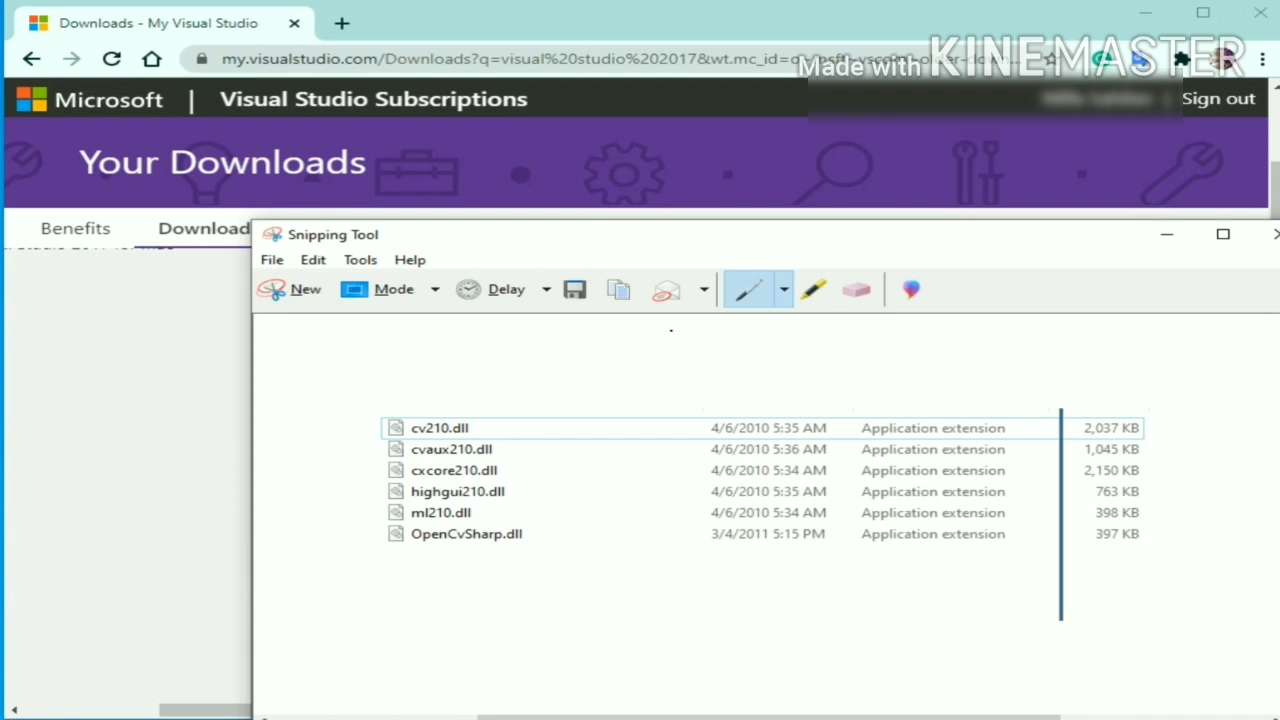 Downloads - My Visual Studio
my.visualstudio.com/Downloads?q=visual%20studio%202017&wt.mc_id=
Made with KINEMASTER
Microsoft | Visual Studio Subscriptions
Sign out
Your Downloads
Benefits Download
Snipping Tool
File Edit Tools Help
New Mode Delay
cv210.dll 4/6/2010 5:35 AM Application extension 2,037 KB
cvaux210.dll 4/6/2010 5:36 AM Application extension 1,045 KB
cxcore210.dll 4/6/2010 5:34 AM Application extension 2,150 KB
highgui210.dll 4/6/2010 5:35 AM Application extension 763 KB
ml210.dll 4/6/2010 5:34 AM Application extension 398 KB
OpenCvSharp.dll 3/4/2011 5:15 PM Application extension 397 KB